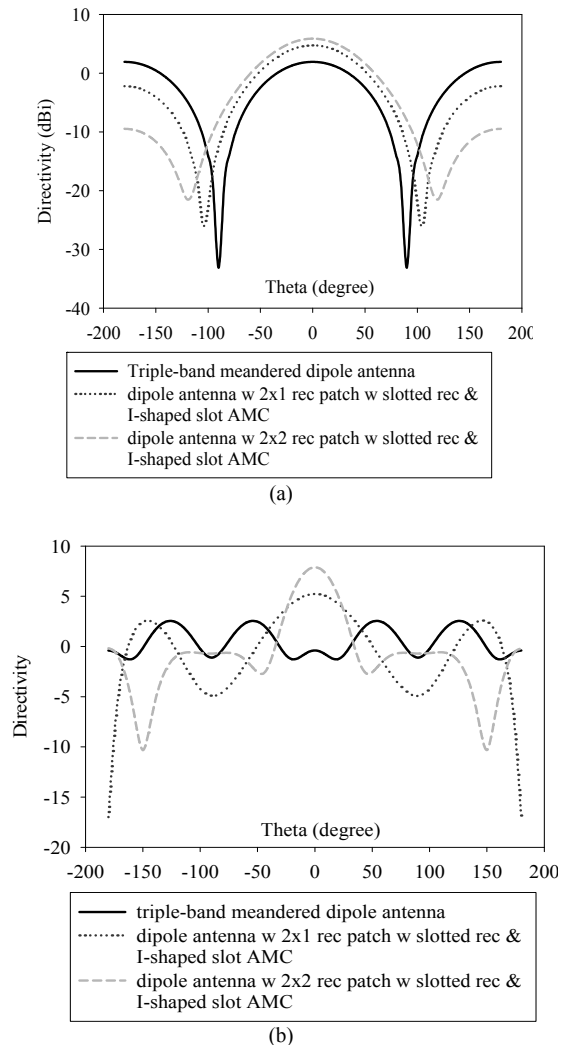 10
0
-10
-20
-30
-40
Directivity (dBi)
Theta (degree)
-200 -150 -100 -50 0 50 100 150 200
Triple-band meandered dipole antenna
dipole antenna w 2x1 rec patch w slotted rec &
I-shaped slot AMC
dipole antenna w 2x2 rec patch w slotted rec &
I-shaped slot AMC
(a)
10
5
0
-5
-10
-15
-20
Directivity
Theta (degree)
-200 -150 -100 -50 0 50 100 150 200
triple-band meandered dipole antenna
dipole antenna w 2x1 rec patch w slotted rec &
I-shaped slot AMC
dipole antenna w 2x2 rec patch w slotted rec &
I-shaped slot AMC
(b)